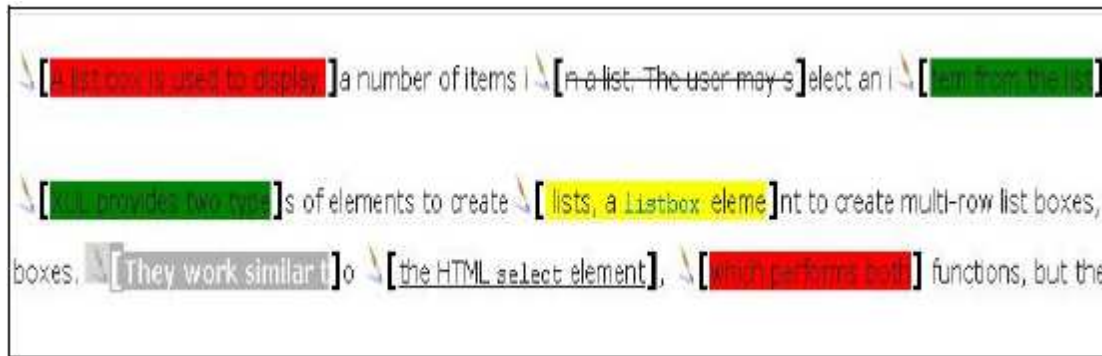 [A list box is used to display ]a number of items i [n a list. The user may s]elect an i [tem from the list]
[XUL provides two type]s of elements to create [ lists, a listbox eleme]nt to create multi-row list boxes,
boxes. [They work similar t]o [the HTML select element], [which performs both] functions, but the